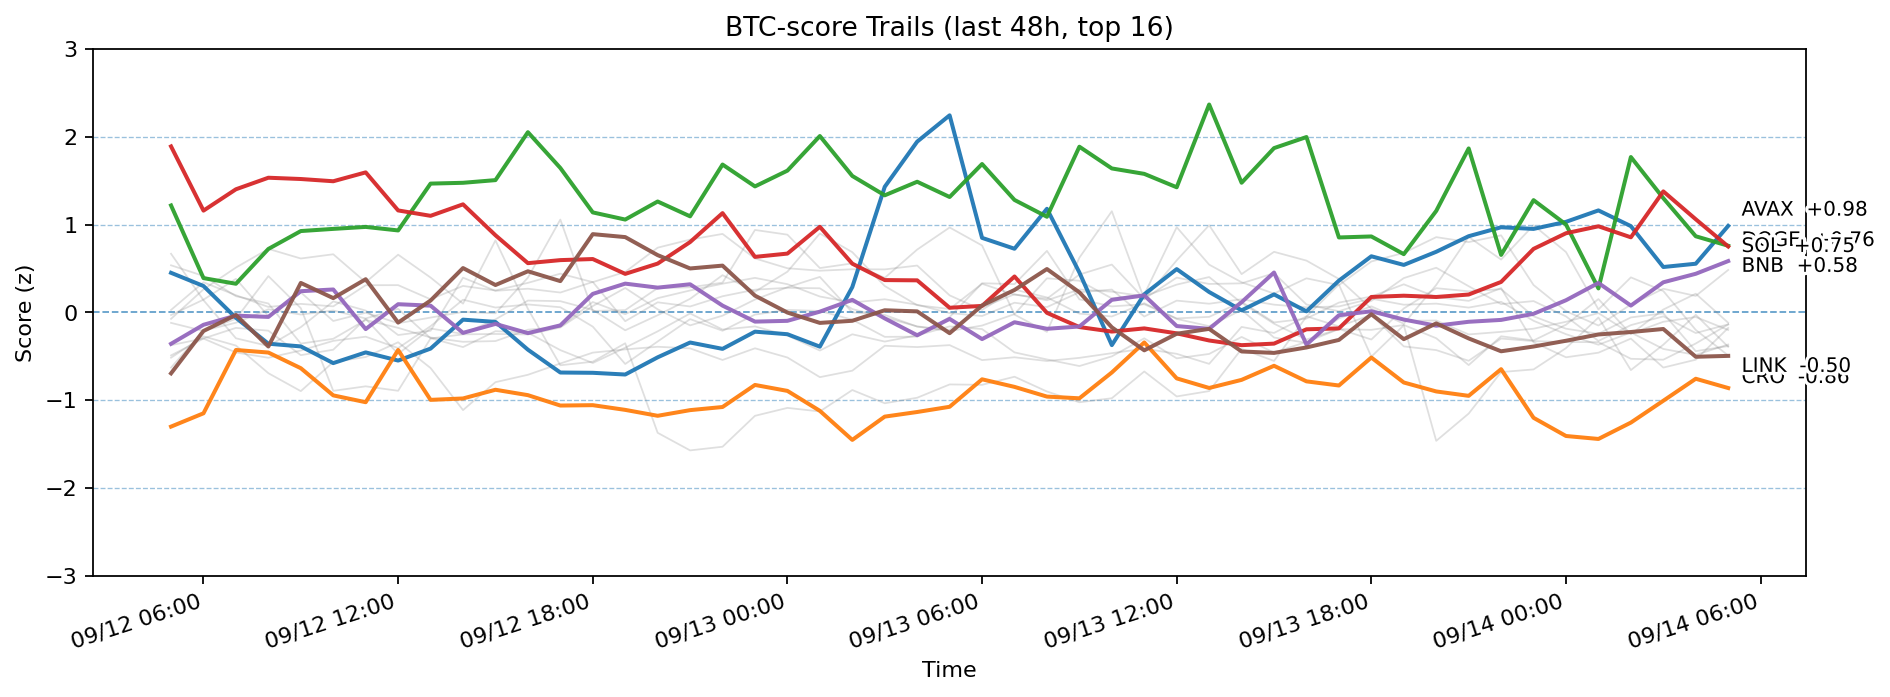 BTC-score Trails (last 48h, top 16)
3
2
1
0
−1
−2
−3
Score (z)
AVAX +0.98
SOL +0.75
BNB +0.58
LINK -0.50
CRO -0.86
09/12 06:00
09/12 12:00
09/12 18:00
09/13 00:00
09/13 06:00
09/13 12:00
09/13 18:00
09/14 00:00
09/14 06:00
Time